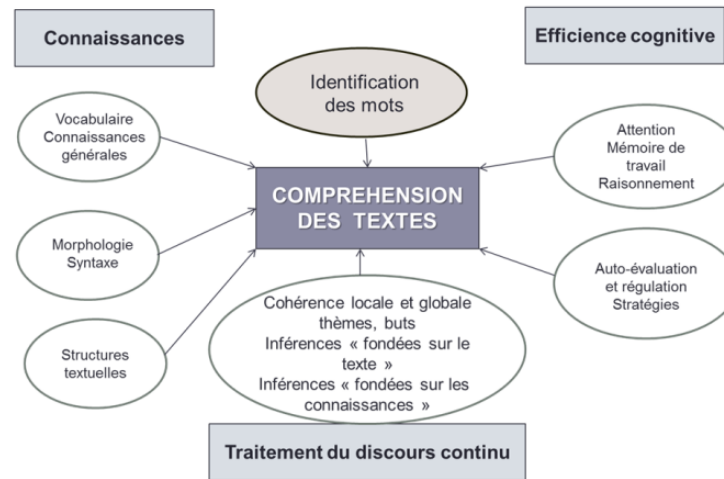 Connaissances
Efficience cognitive
Identification
des mots
Vocabulaire
Connaissances
générales
Attention
Mémoire de
travail
Raisonnement
COMPREHENSION
DES TEXTES
Morphologie
Syntaxe
Auto-évaluation
et régulation
Stratégies
Structures
textuelles
Cohérence locale et globale
thèmes, buts
Inférences « fondées sur le
texte »
Inférences « fondées sur les
connaissances »
Traitement du discours continu